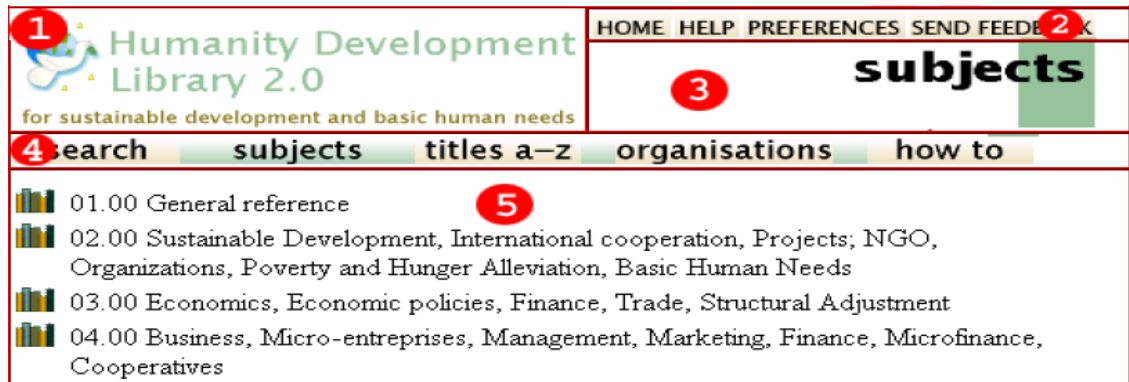 1
Humanity Development
Library 2.0
for sustainable development and basic human needs
HOME HELP PREFERENCES SEND FEEDBACK
2
3
subjects
4
search subjects titles a–z organisations how to
5
01.00 General reference
02.00 Sustainable Development, International cooperation, Projects; NGO,
Organizations, Poverty and Hunger Alleviation, Basic Human Needs
03.00 Economics, Economic policies, Finance, Trade, Structural Adjustment
04.00 Business, Micro-entreprises, Management, Marketing, Finance, Microfinance,
Cooperatives